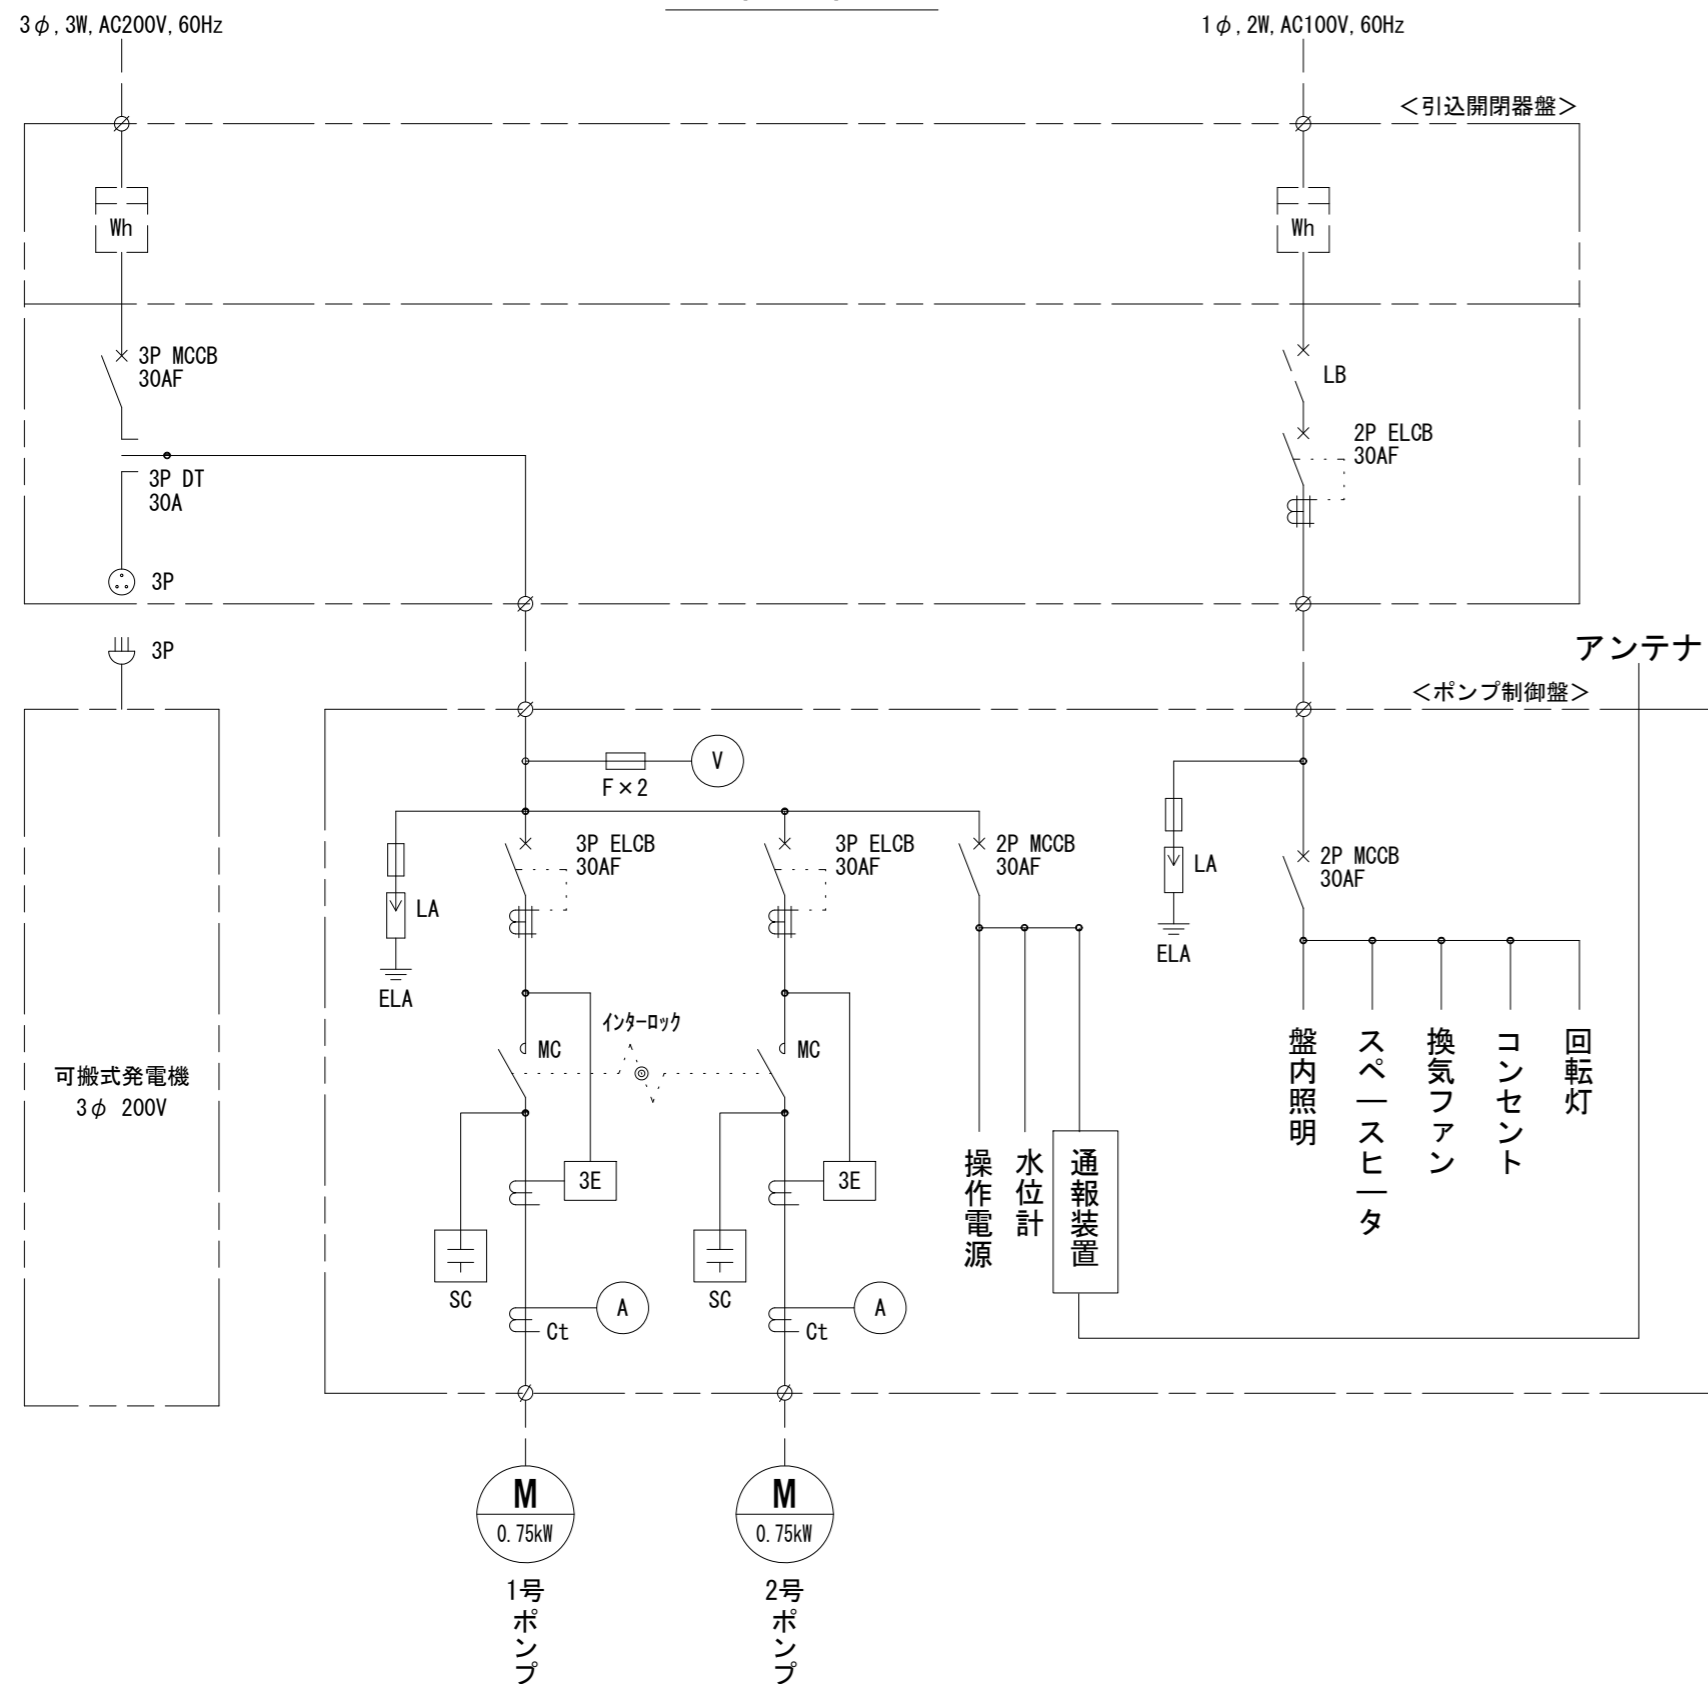 3φ,3W,AC200V,60Hz
1φ,2W,AC100V,60Hz
<引込開閉器盤>
Wh
Wh
3P MCCB
30AF
LB
2P ELCB
30AF
3P DT
30A
3P
3P
アンテナ
<ポンプ制御盤>
V
F×2
3P ELCB
30AF
3P ELCB
30AF
2P MCCB
30AF
LA
ELA
LA
ELA
2P MCCB
30AF
インターロック
MC
MC
可搬式発電機
3φ 200V
3E
3E
SC
SC
A
A
Ct
Ct
操作電源
水位計
通報装置
盤内照明
スペースヒータ
換気ファン
コンセント
回転灯
M
0.75kW
M
0.75kW
1号
ポンプ
2号
ポンプ